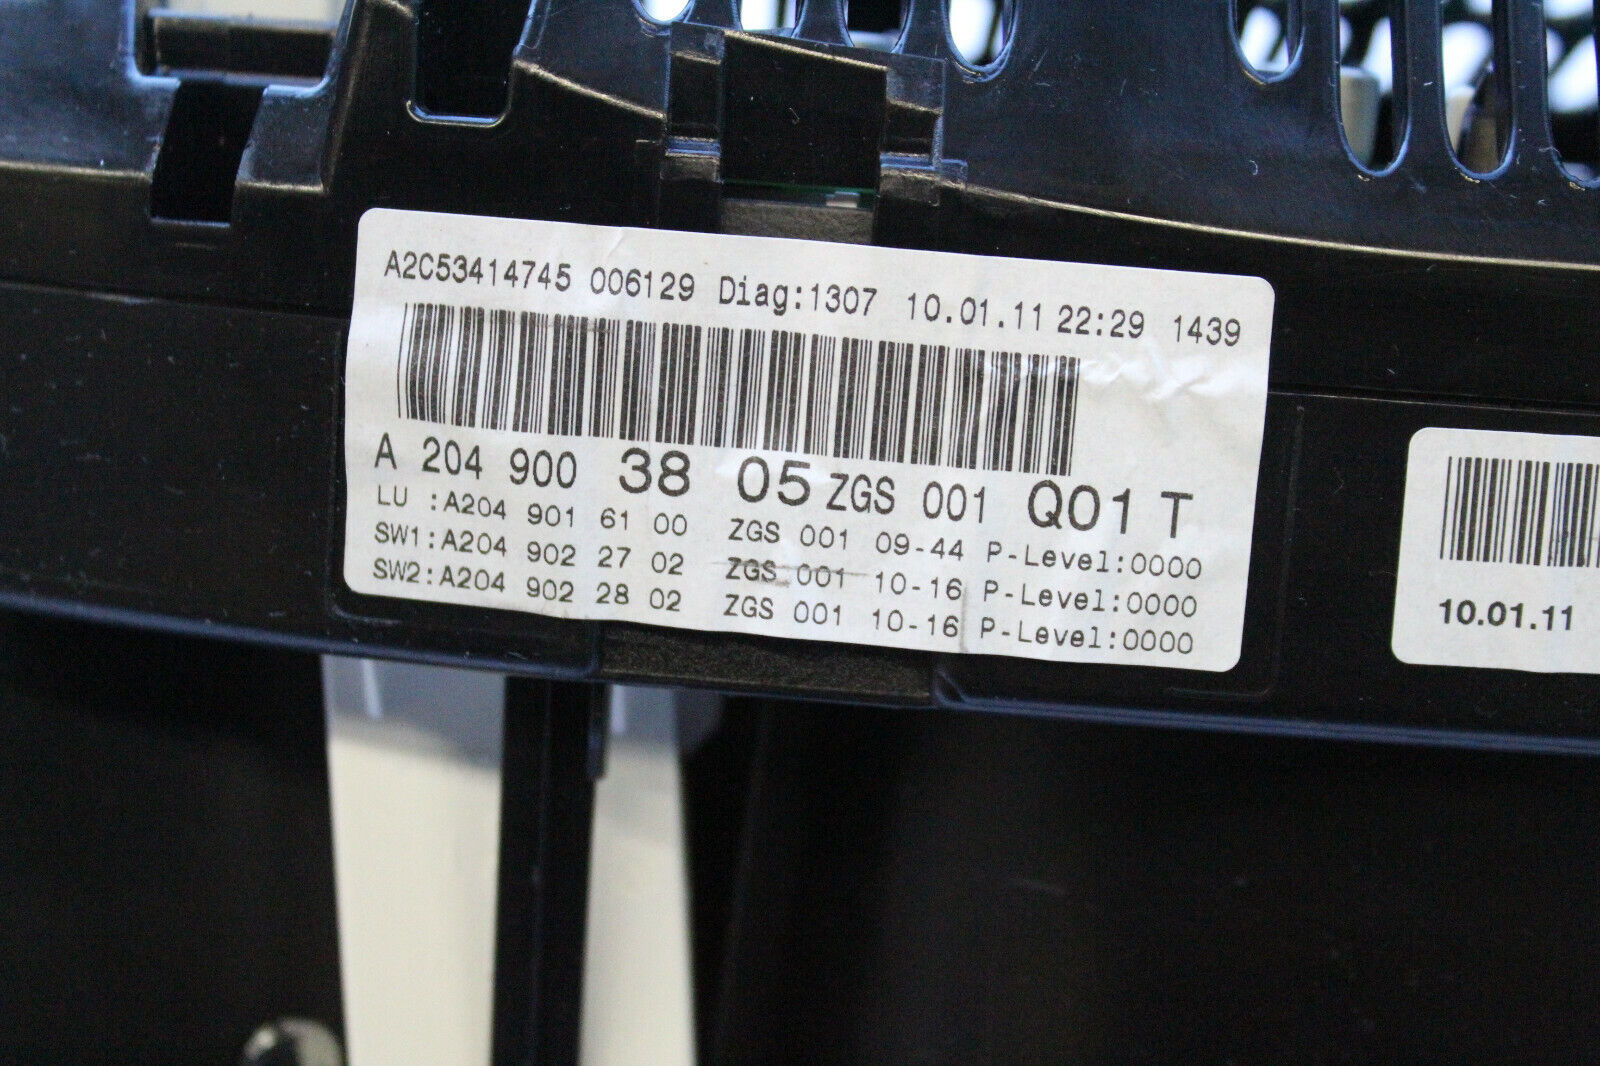 A2C53414745 006129 Diag:1307 10.01.11 22:29 1439
A 204 900 38 05 ZGS 001 Q01 T
LU :A204 901 61 00 ZGS 001 09-44 P-Level:0000
SW1:A204 902 27 02 ZGS 001 10-16 P-Level:0000
SW2:A204 902 28 02 ZGS 001 10-16 P-Level:0000
10.01.11